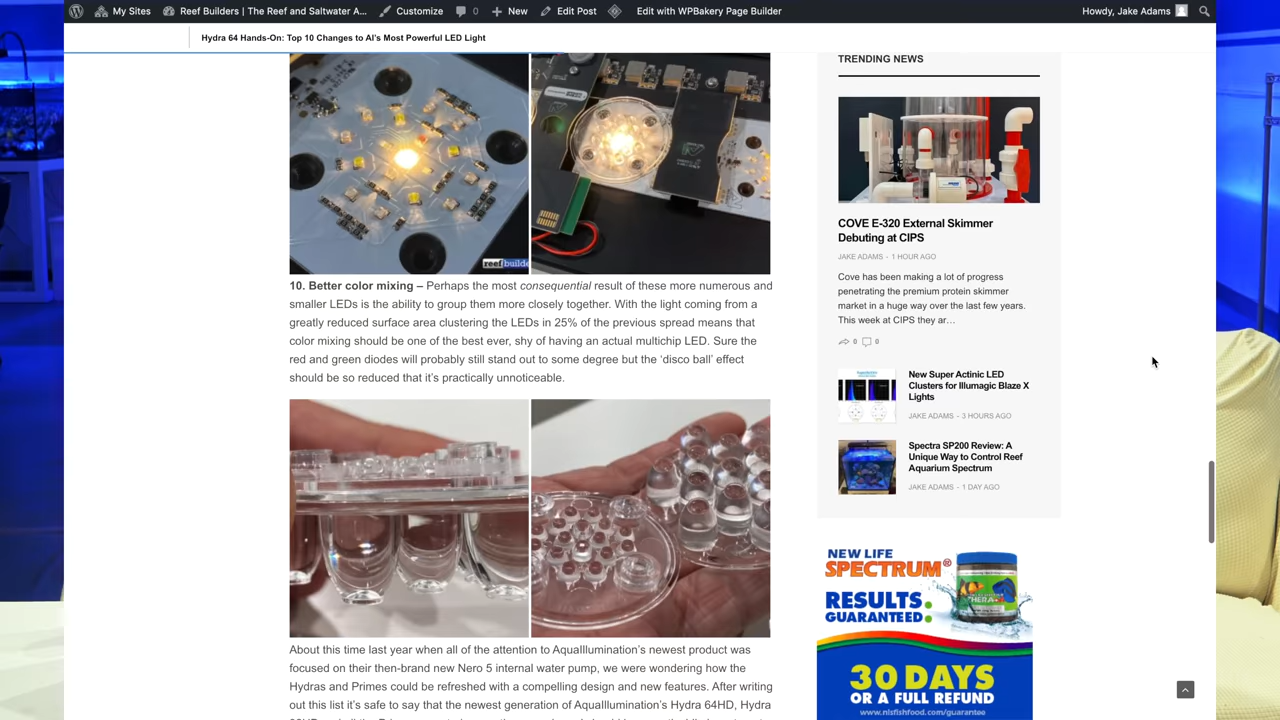 My Sites
Reef Builders | The Reef and Saltwater A...
Customize
0
New
Edit Post
Edit with WPBakery Page Builder
Howdy, Jake Adams
Hydra 64 Hands-On: Top 10 Changes to AI's Most Powerful LED Light
reefbuilde
10. Better color mixing – Perhaps the most consequential result of these more numerous and
smaller LEDs is the ability to group them more closely together. With the light coming from a
greatly reduced surface area clustering the LEDs in 25% of the previous spread means that
color mixing should be one of the best ever, shy of having an actual multichip LED. Sure the
red and green diodes will probably still stand out to some degree but the 'disco ball' effect
should be so reduced that it's practically unnoticeable.
About this time last year when all of the attention to AquaIllumination's newest product was
focused on their then-brand new Nero 5 internal water pump, we were wondering how the
Hydras and Primes could be refreshed with a compelling design and new features. After writing
out this list it's safe to say that the newest generation of AquaIllumination's Hydra 64HD, Hydra
TRENDING NEWS
COVE E-320 External Skimmer
Debuting at CIPS
JAKE ADAMS - 1 HOUR AGO
Cove has been making a lot of progress
penetrating the premium protein skimmer
market in a huge way over the last few years.
This week at CIPS they ar…
0 0
New Super Actinic LED
Clusters for Illumagic Blaze X
Lights
JAKE ADAMS - 3 HOURS AGO
Spectra SP200 Review: A
Unique Way to Control Reef
Aquarium Spectrum
JAKE ADAMS - 1 DAY AGO
NEW LIFE
SPECTRUM®
RESULTS:
GUARANTEED:
THERA
30 DAYS
OR A FULL REFUND
www.nlsfishfood.com/guarantee